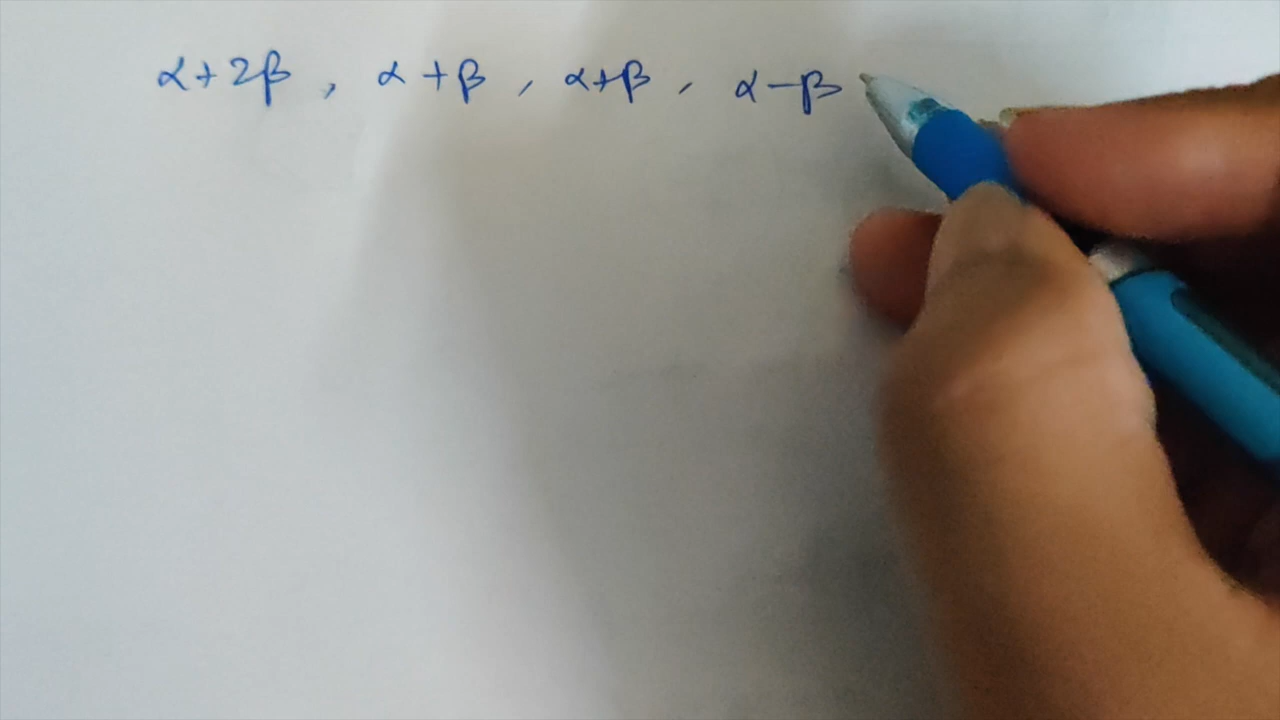 α+2β , α+β , α+β , α-β